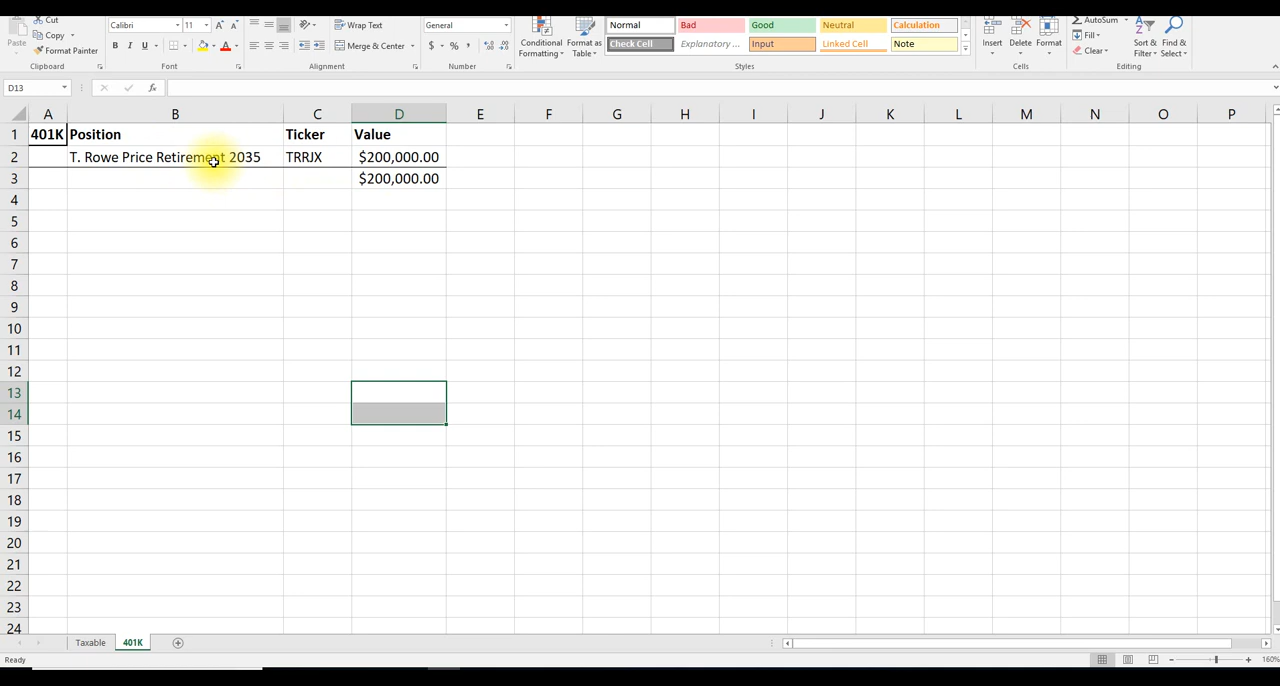 Cut
Copy
Format Painter
Paste
Clipboard
Calibri 11
B I U
Font
Wrap Text
Merge & Center
Alignment
General
$ % ,
Number
Conditional Formatting
Format as Table
Normal Bad Good Neutral Calculation
Check Cell Explanatory ... Input Linked Cell Note
Styles
Insert Delete Format
Cells
AutoSum
Fill
Clear
Sort & Filter
Find & Select
Editing
D13 fx
A B C D E F G H I J K L M N O P
1 401K Position Ticker Value
2 T. Rowe Price Retirement 2035 TRRJX $200,000.00
3 $200,000.00
4
5
6
7
8
9
10
11
12
13
14
15
16
17
18
19
20
21
22
23
24
Taxable 401K
Ready 160%